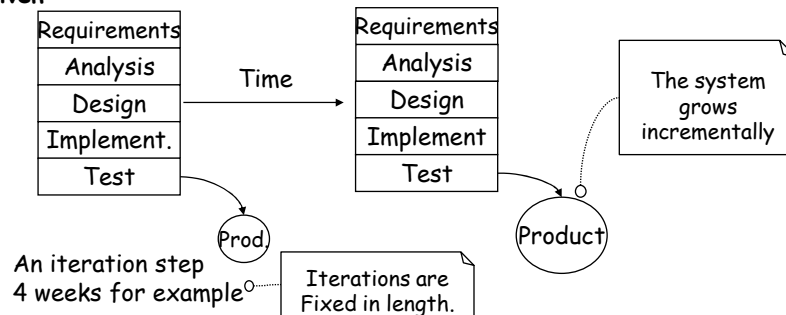 Requirements
Analysis
Design
Implement.
Test
Time
Requirements
Analysis
Design
Implement
Test
The system
grows
incrementally
Prod.
Product
An iteration step
4 weeks for example
Iterations are
Fixed in length.